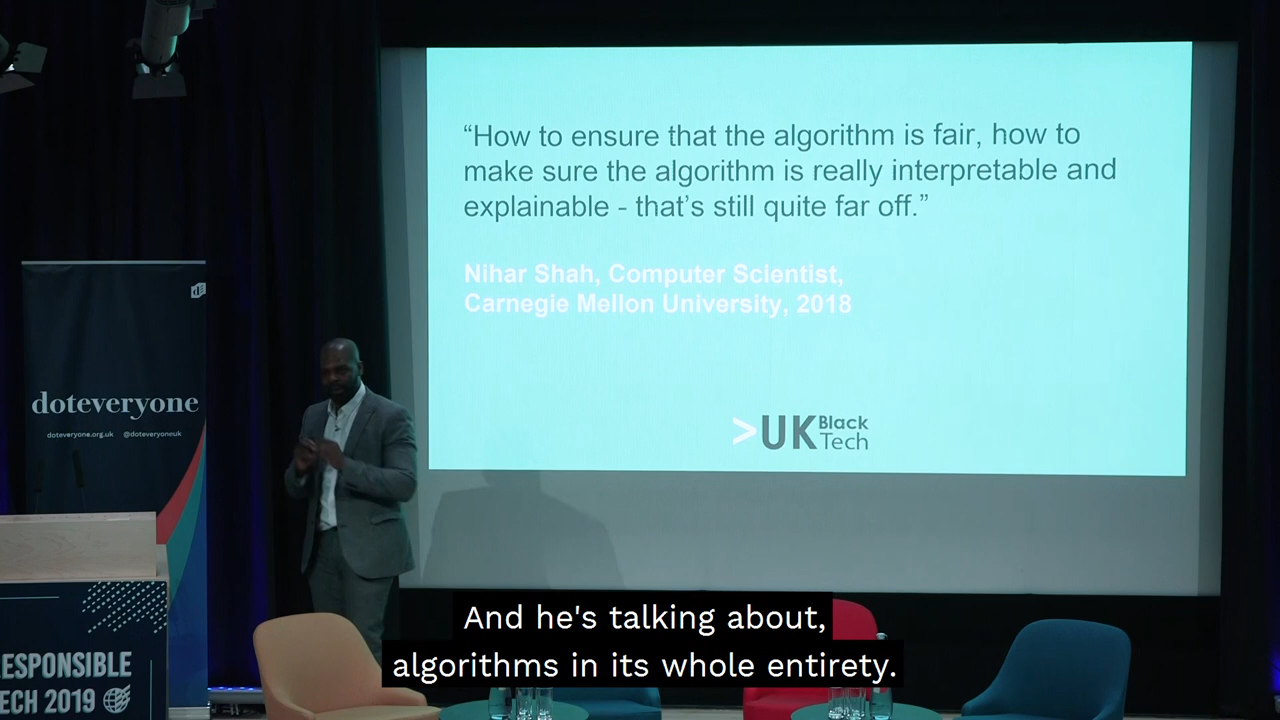 “How to ensure that the algorithm is fair, how to
make sure the algorithm is really interpretable and
explainable - that’s still quite far off.”
Nihar Shah, Computer Scientist,
Carnegie Mellon University, 2018
>UK Black
Tech
doteveryone
doteveryone.org.uk @doteveryoneuk
ESPONSIBLE
ECH 2019
And he's talking about,
algorithms in its whole entirety.